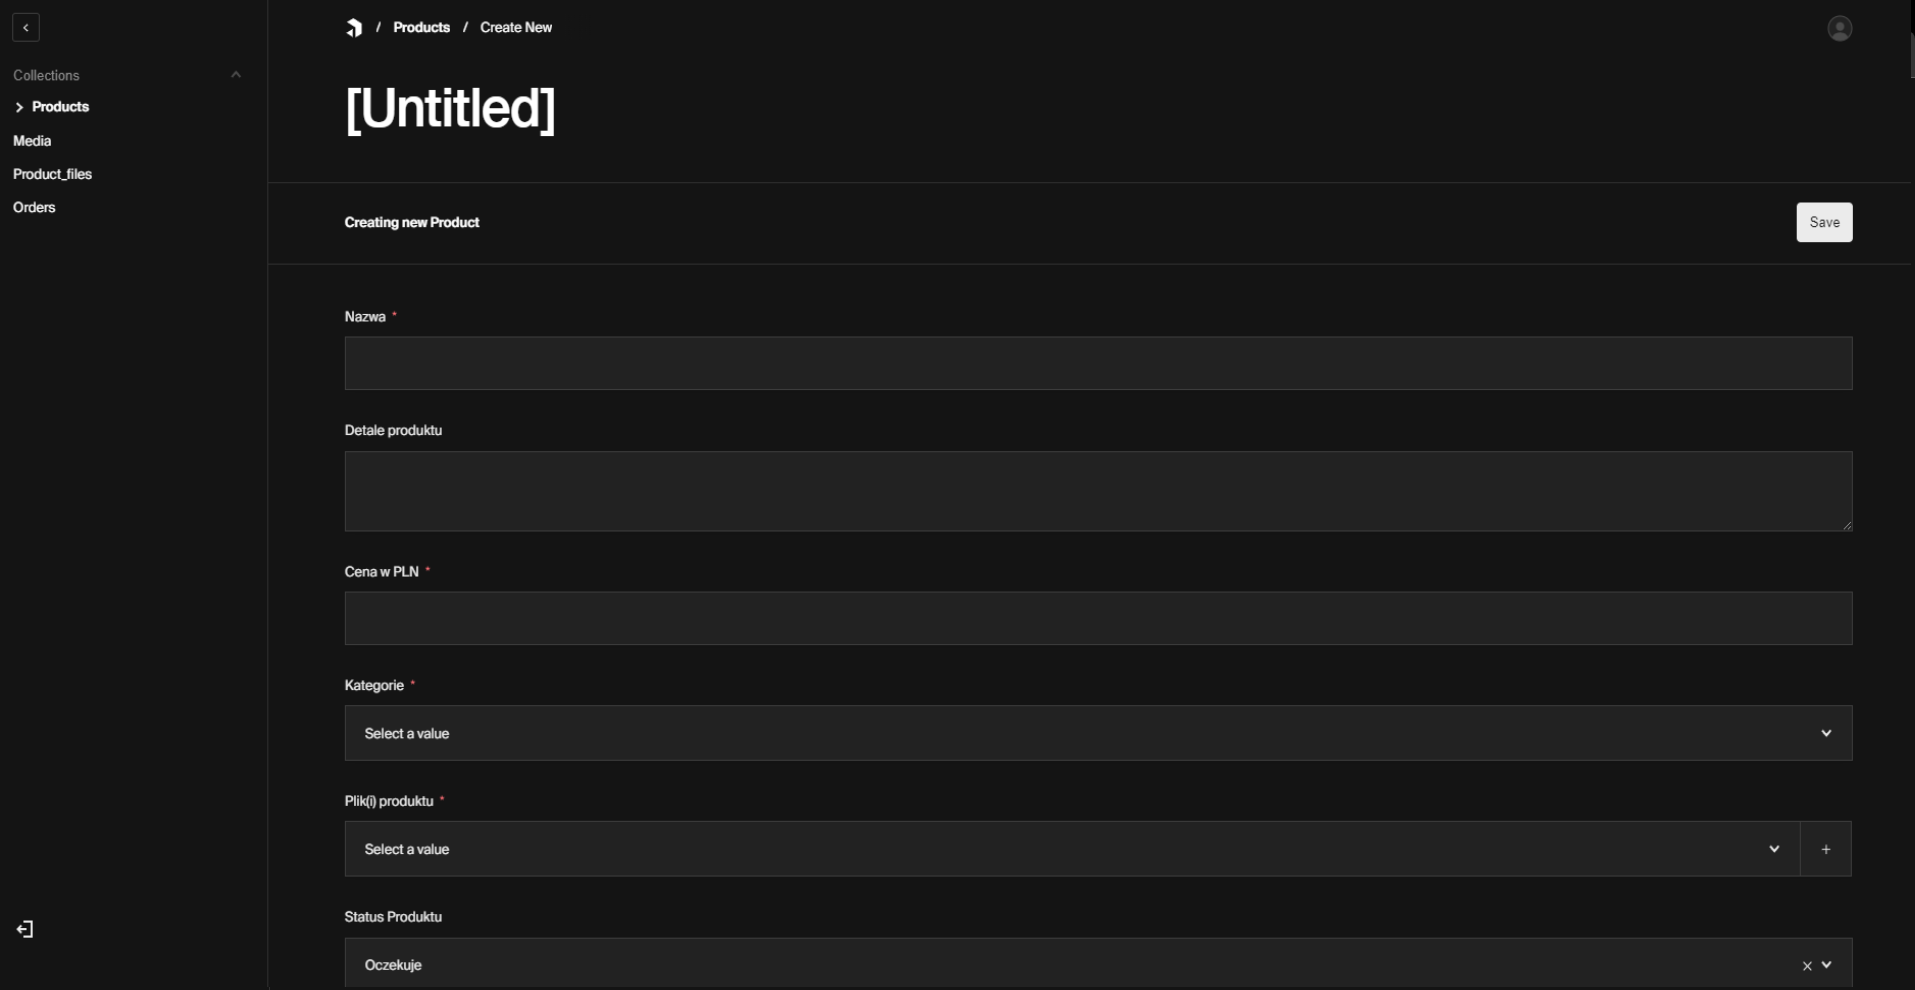 / Products / Create New
Collections
Products
Media
Product_files
Orders
[Untitled]
Creating new Product
Save
Nazwa *
Detale produktu
Cena w PLN *
Kategorie *
Select a value
Plik(i) produktu *
Select a value
+
Status Produktu
Oczekuje